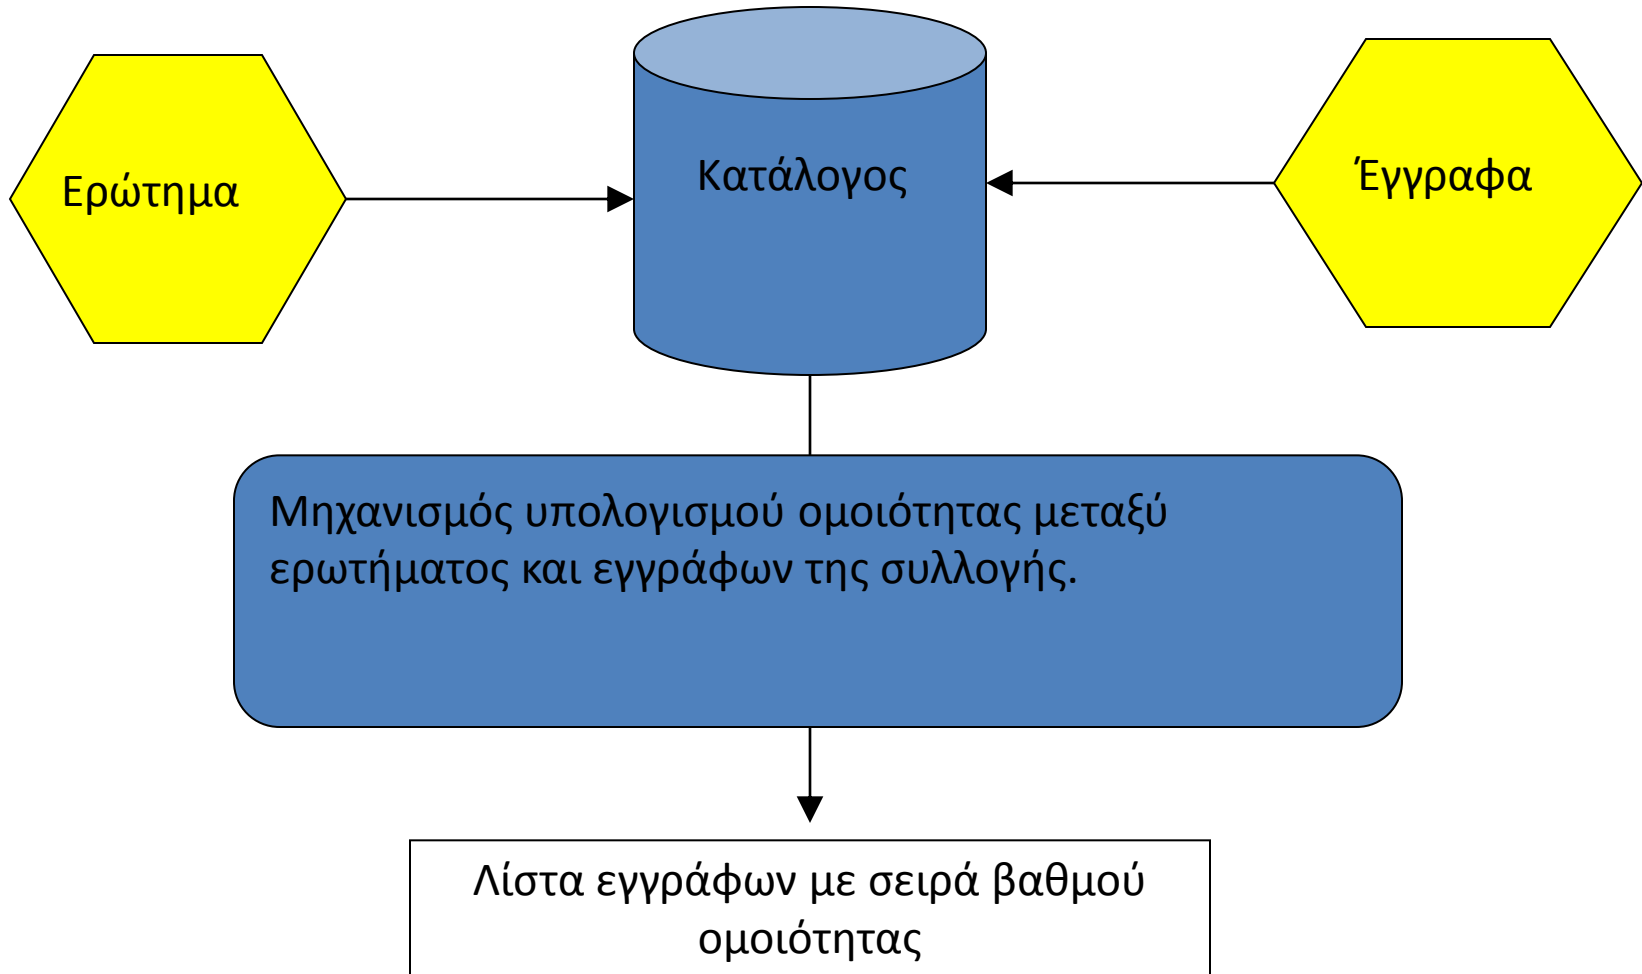 Ερώτημα
Κατάλογος
Έγγραφα
Μηχανισμός υπολογισμού ομοιότητας μεταξύ
ερωτήματος και εγγράφων της συλλογής.
Λίστα εγγράφων με σειρά βαθμού
ομοιότητας